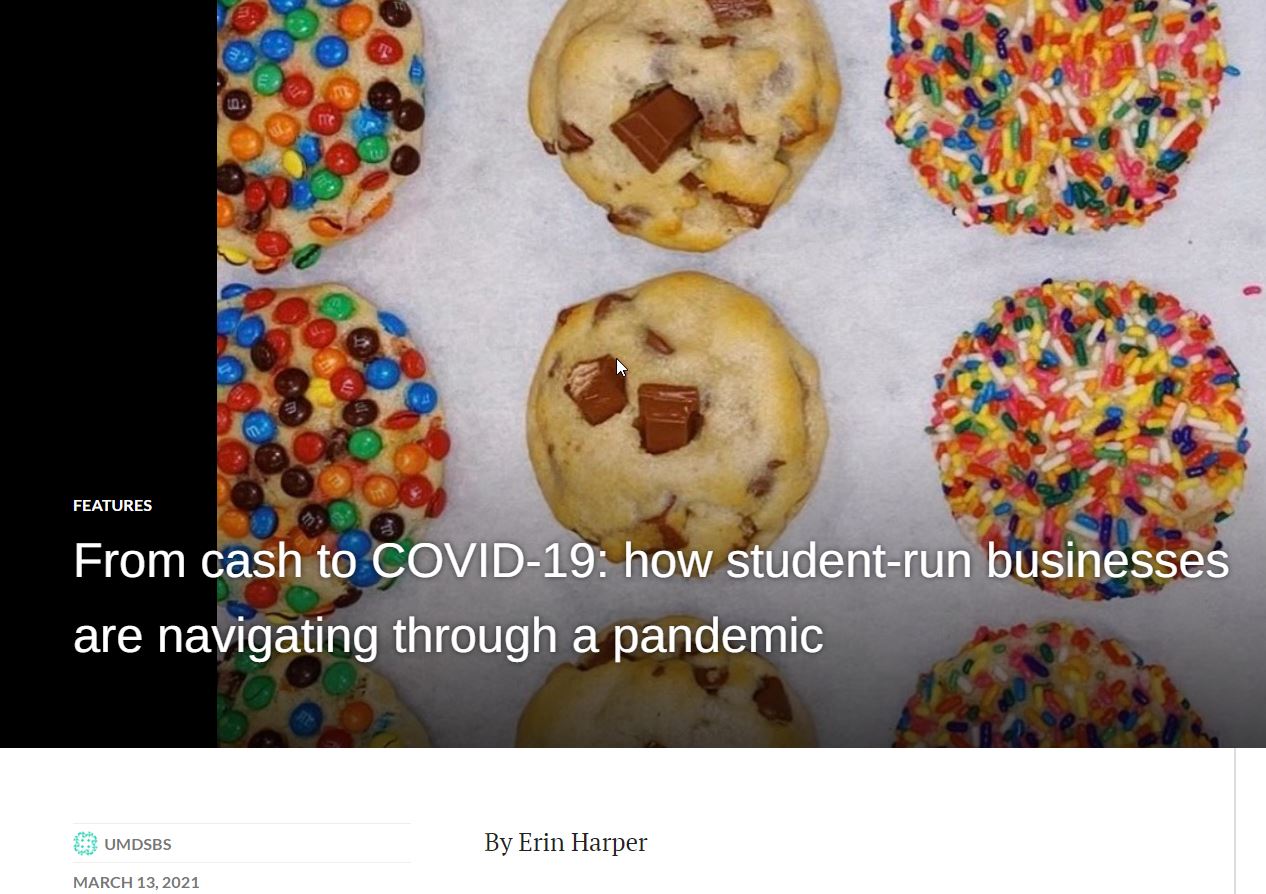 FEATURES
From cash to COVID-19: how student-run businesses
are navigating through a pandemic
UMDSBS
By Erin Harper
MARCH 13, 2021